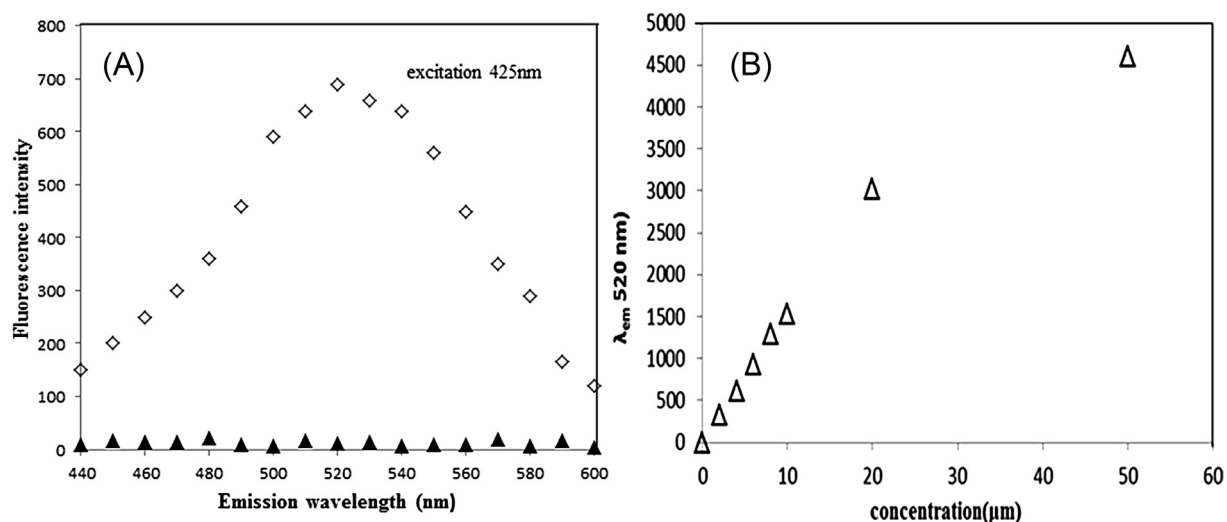 (A)
excitation 425nm
Fluorescence intensity
800
700
600
500
400
300
200
100
0
440 460 480 500 520 540 560 580 600
Emission wavelength (nm)
(B)
λem 520 nm)
5000
4500
4000
3500
3000
2500
2000
1500
1000
500
0
0 10 20 30 40 50 60
concentration(μm)